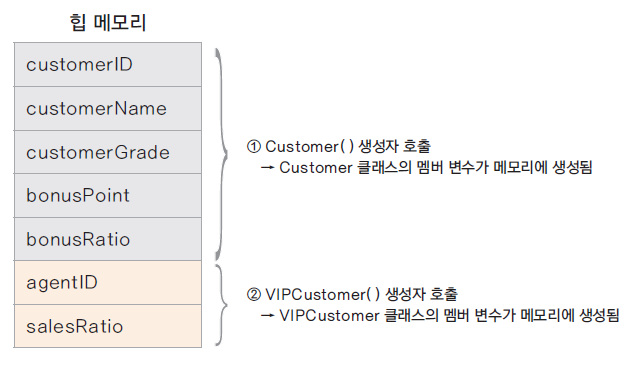 힙 메모리
customerID
customerName
customerGrade
bonusPoint
bonusRatio
agentID
salesRatio
① Customer( ) 생성자 호출
→ Customer 클래스의 멤버 변수가 메모리에 생성됨
② VIPCustomer( ) 생성자 호출
→ VIPCustomer 클래스의 멤버 변수가 메모리에 생성됨